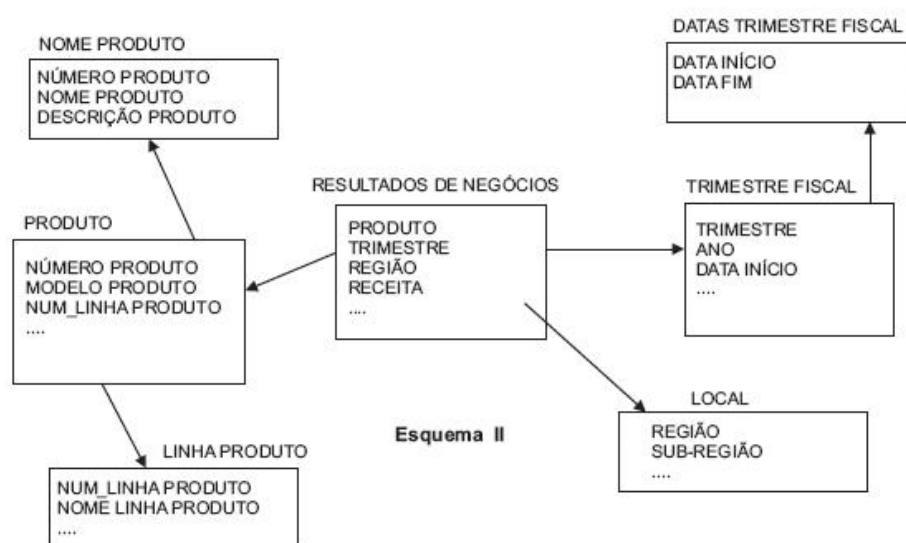 NOME PRODUTO
NÚMERO PRODUTO
NOME PRODUTO
DESCRIÇÃO PRODUTO
DATAS TRIMESTRE FISCAL
DATA INÍCIO
DATA FIM
RESULTADOS DE NEGÓCIOS
PRODUTO
TRIMESTRE
REGIÃO
RECEITA
....
TRIMESTRE FISCAL
TRIMESTRE
ANO
DATA INÍCIO
....
PRODUTO
NÚMERO PRODUTO
MODELO PRODUTO
NUM_LINHA PRODUTO
....
LOCAL
REGIÃO
SUB-REGIÃO
....
Esquema II
LINHA PRODUTO
NUM_LINHA PRODUTO
NOME LINHA PRODUTO
....